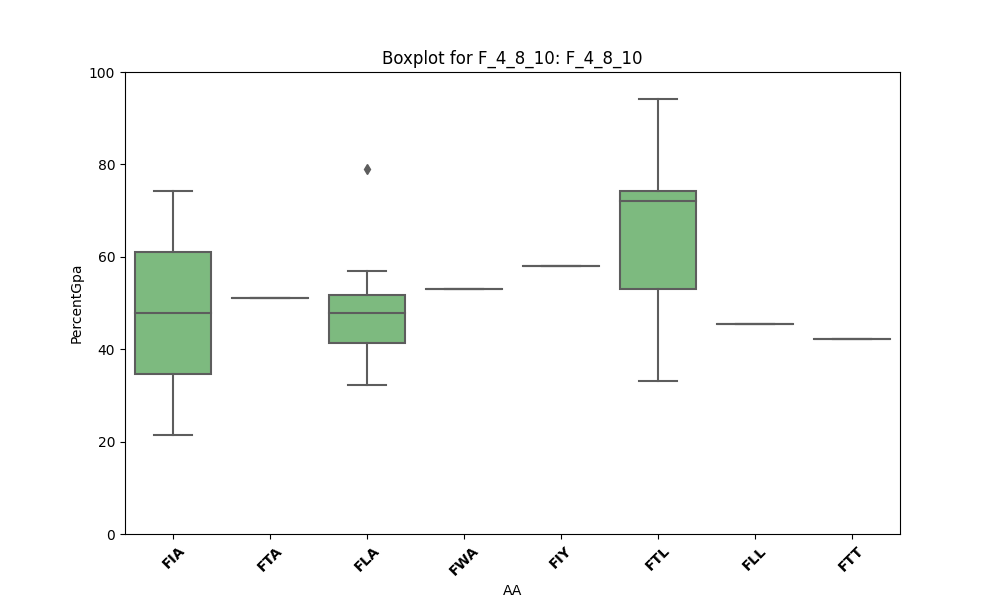 Boxplot for F_4_8_10: F_4_8_10
100
80
60
40
20
0
PercentGpa
FIA
FTA
FLA
FWA
FIY
FTL
FLL
FTT
AA